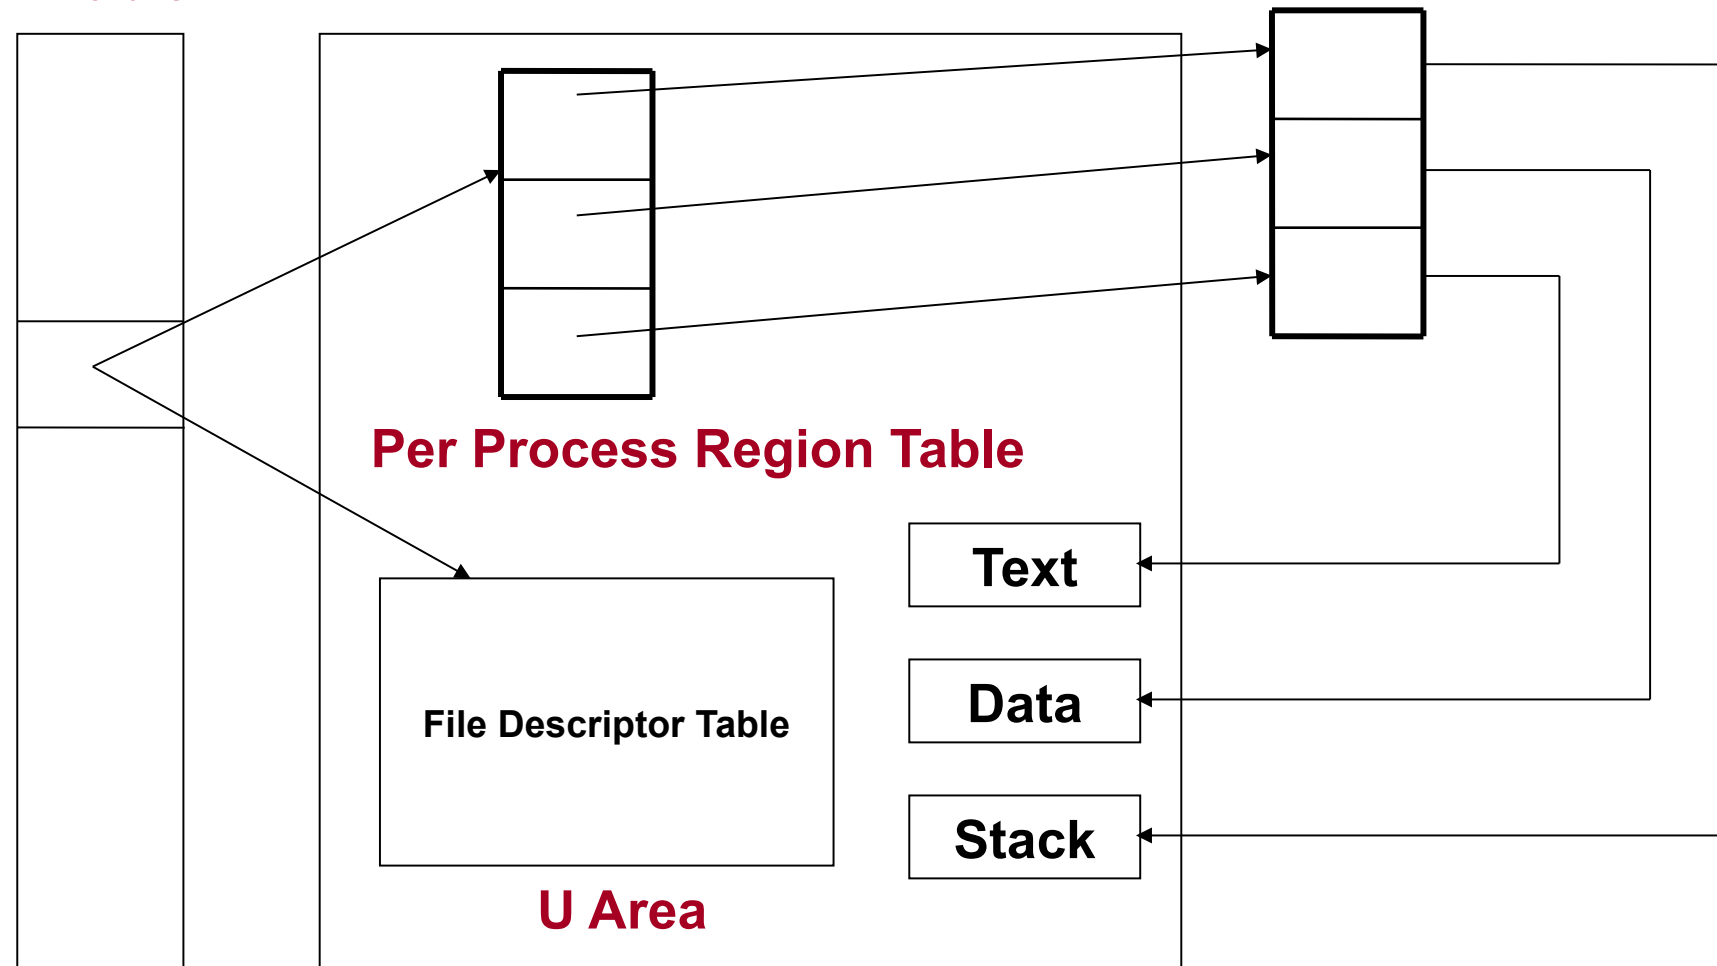 Per Process Region Table
Text
Data
File Descriptor Table
Stack
U Area